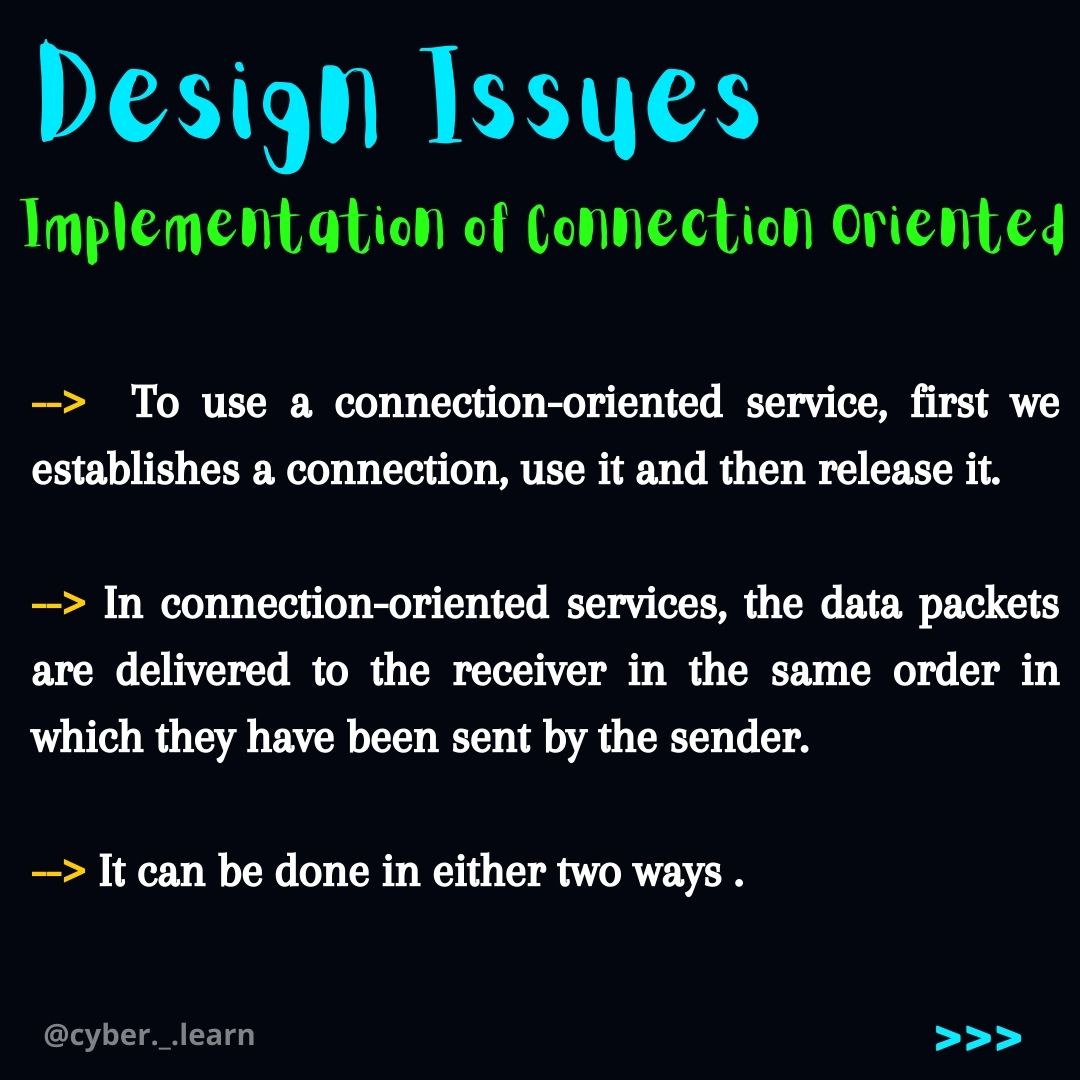 Design Issues
Implementation of Connection Oriented
--> To use a connection-oriented service, first we
establishes a connection, use it and then release it.
--> In connection-oriented services, the data packets
are delivered to the receiver in the same order in
which they have been sent by the sender.
--> It can be done in either two ways .
@cyber._.learn
>>>